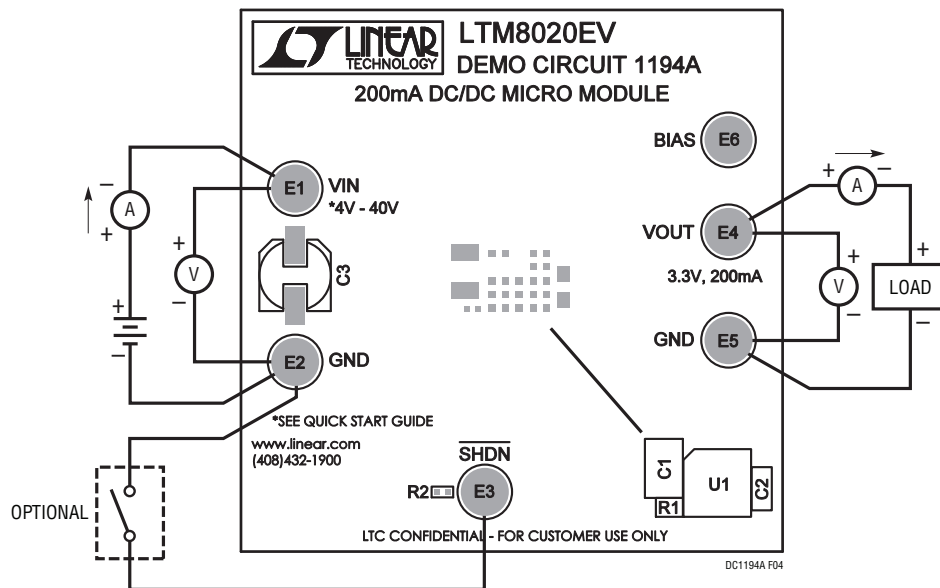 LINEAR
TECHNOLOGY
LTM8020EV
DEMO CIRCUIT 1194A
200mA DC/DC MICRO MODULE
BIAS E6
E1 VIN
*4V - 40V
– A +
+ V –
+ –
C3
VOUT E4
3.3V, 200mA
+ A –
+ V –
+ LOAD –
GND E5
E2 GND
*SEE QUICK START GUIDE
www.linear.com
(408)432-1900
SHDN
R2 E3
OPTIONAL
C1
R1
U1
C2
LTC CONFIDENTIAL - FOR CUSTOMER USE ONLY
DC1194A F04